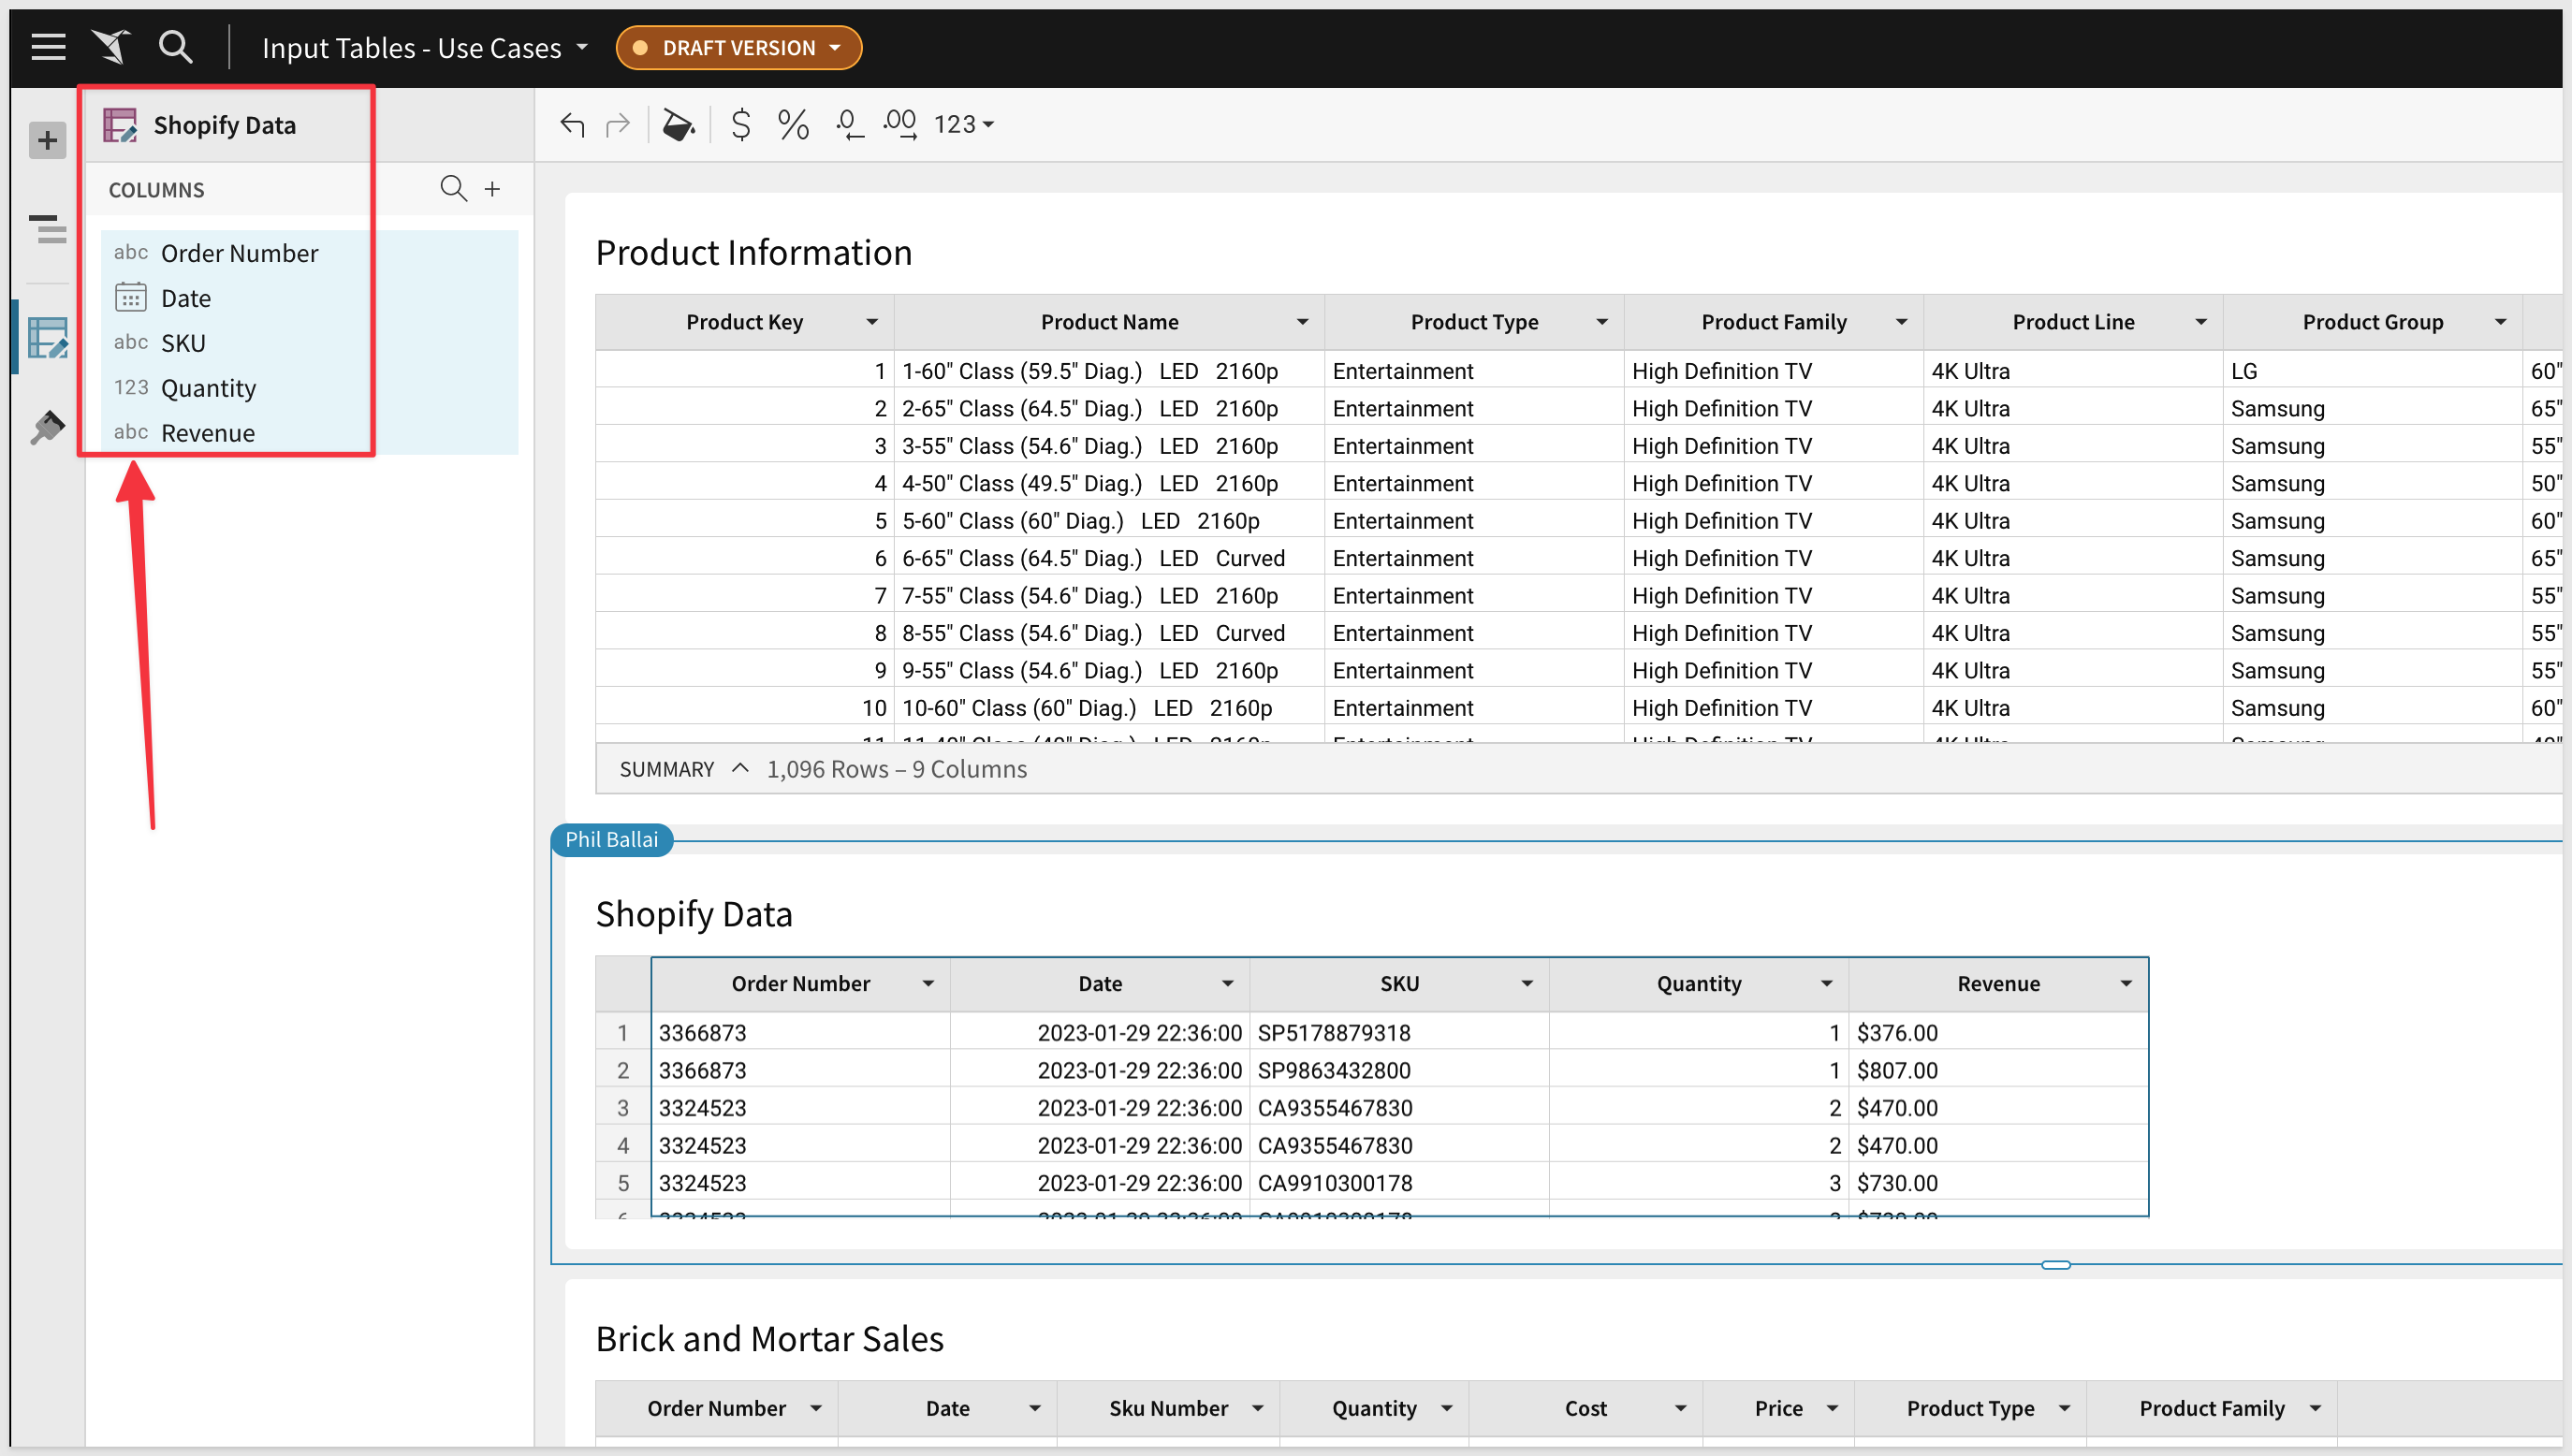 Input Tables - Use Cases
DRAFT VERSION
Shopify Data
$ % .0 .00 123
COLUMNS
abc Order Number
Date
abc SKU
123 Quantity
abc Revenue
Product Information
Product Key Product Name Product Type Product Family Product Line Product Group
1 1-60" Class (59.5" Diag.) LED 2160p Entertainment High Definition TV 4K Ultra LG 60"
2 2-65" Class (64.5" Diag.) LED 2160p Entertainment High Definition TV 4K Ultra Samsung 65"
3 3-55" Class (54.6" Diag.) LED 2160p Entertainment High Definition TV 4K Ultra Samsung 55"
4 4-50" Class (49.5" Diag.) LED 2160p Entertainment High Definition TV 4K Ultra Samsung 50"
5 5-60" Class (60" Diag.) LED 2160p Entertainment High Definition TV 4K Ultra Samsung 60"
6 6-65" Class (64.5" Diag.) LED Curved Entertainment High Definition TV 4K Ultra Samsung 65"
7 7-55" Class (54.6" Diag.) LED 2160p Entertainment High Definition TV 4K Ultra Samsung 55"
8 8-55" Class (54.6" Diag.) LED Curved Entertainment High Definition TV 4K Ultra Samsung 55"
9 9-55" Class (54.6" Diag.) LED 2160p Entertainment High Definition TV 4K Ultra Samsung 55"
10 10-60" Class (60" Diag.) LED 2160p Entertainment High Definition TV 4K Ultra Samsung 60"
SUMMARY 1,096 Rows – 9 Columns
Phil Ballai
Shopify Data
Order Number Date SKU Quantity Revenue
1 3366873 2023-01-29 22:36:00 SP5178879318 1 $376.00
2 3366873 2023-01-29 22:36:00 SP9863432800 1 $807.00
3 3324523 2023-01-29 22:36:00 CA9355467830 2 $470.00
4 3324523 2023-01-29 22:36:00 CA9355467830 2 $470.00
5 3324523 2023-01-29 22:36:00 CA9910300178 3 $730.00
Brick and Mortar Sales
Order Number Date Sku Number Quantity Cost Price Product Type Product Family